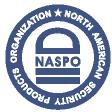 NORTH AMERICAN SECURITY PRODUCTS ORGANIZATION
NASPO